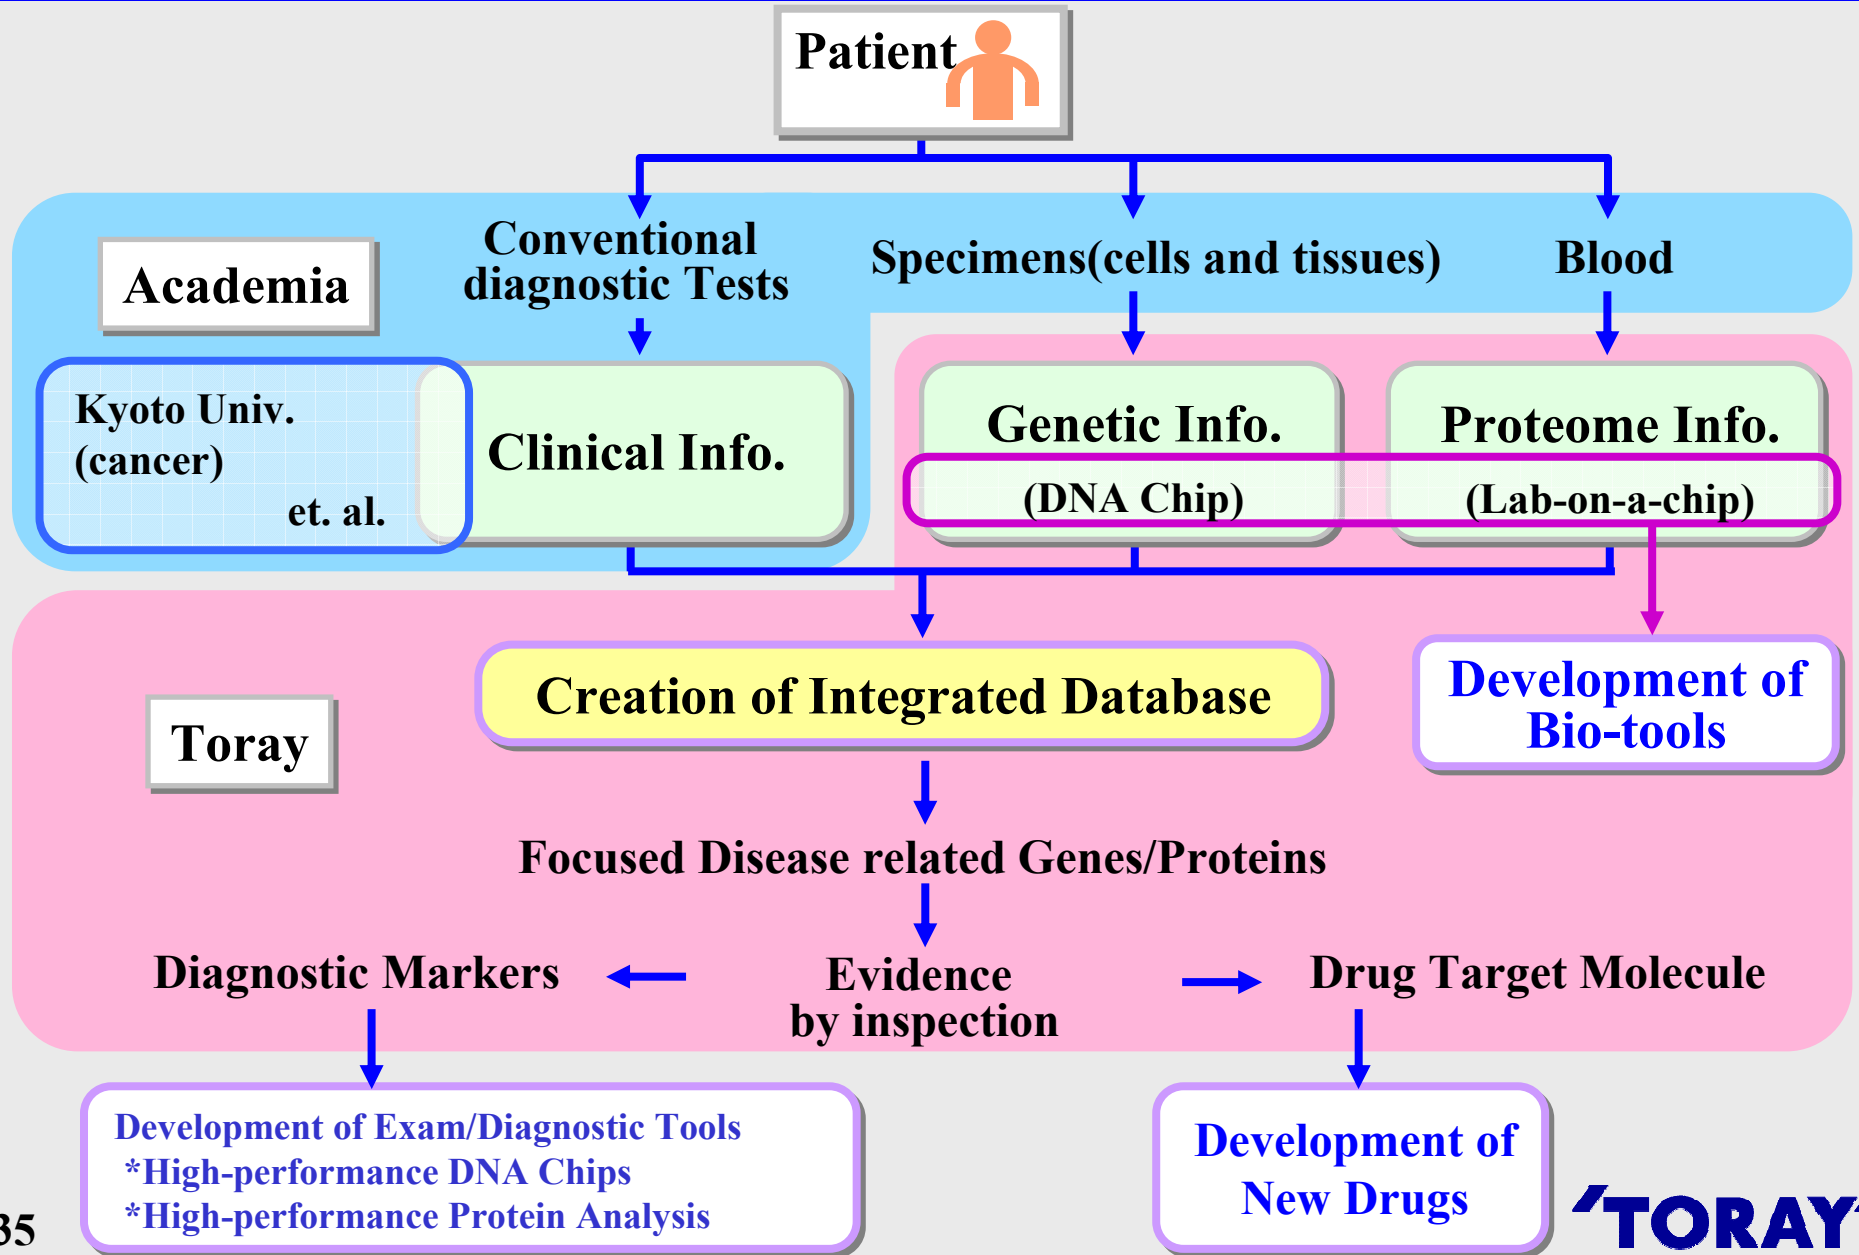 Patient
Conventional
diagnostic Tests
Specimens(cells and tissues)
Blood
Academia
Kyoto Univ.
(cancer)
et. al.
Clinical Info.
Genetic Info.
(DNA Chip)
Proteome Info.
(Lab-on-a-chip)
Creation of Integrated Database
Development of
Bio-tools
Toray
Focused Disease related Genes/Proteins
Diagnostic Markers
Evidence
by inspection
Drug Target Molecule
Development of Exam/Diagnostic Tools
*High-performance DNA Chips
*High-performance Protein Analysis
Development of
New Drugs
35
'TORAY'